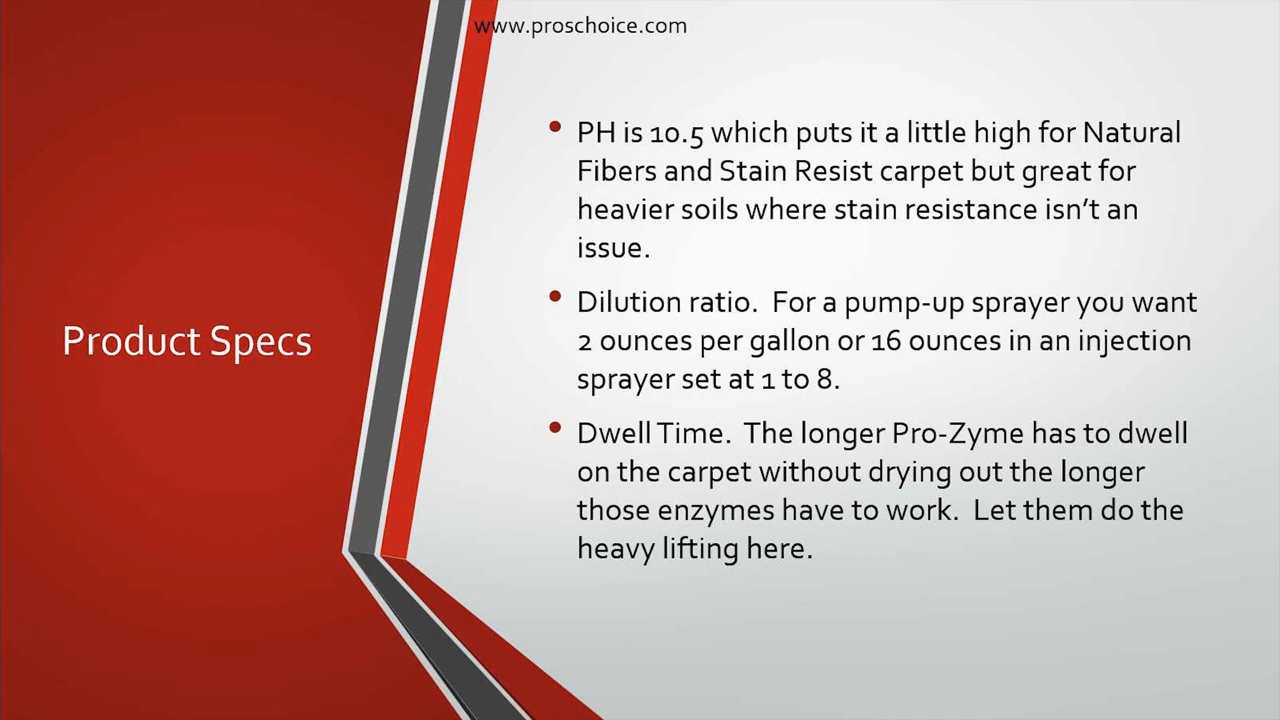 www.proschoice.com
Product Specs
• PH is 10.5 which puts it a little high for Natural
Fibers and Stain Resist carpet but great for
heavier soils where stain resistance isn’t an
issue.
• Dilution ratio.  For a pump-up sprayer you want
2 ounces per gallon or 16 ounces in an injection
sprayer set at 1 to 8.
• Dwell Time.  The longer Pro-Zyme has to dwell
on the carpet without drying out the longer
those enzymes have to work.  Let them do the
heavy lifting here.